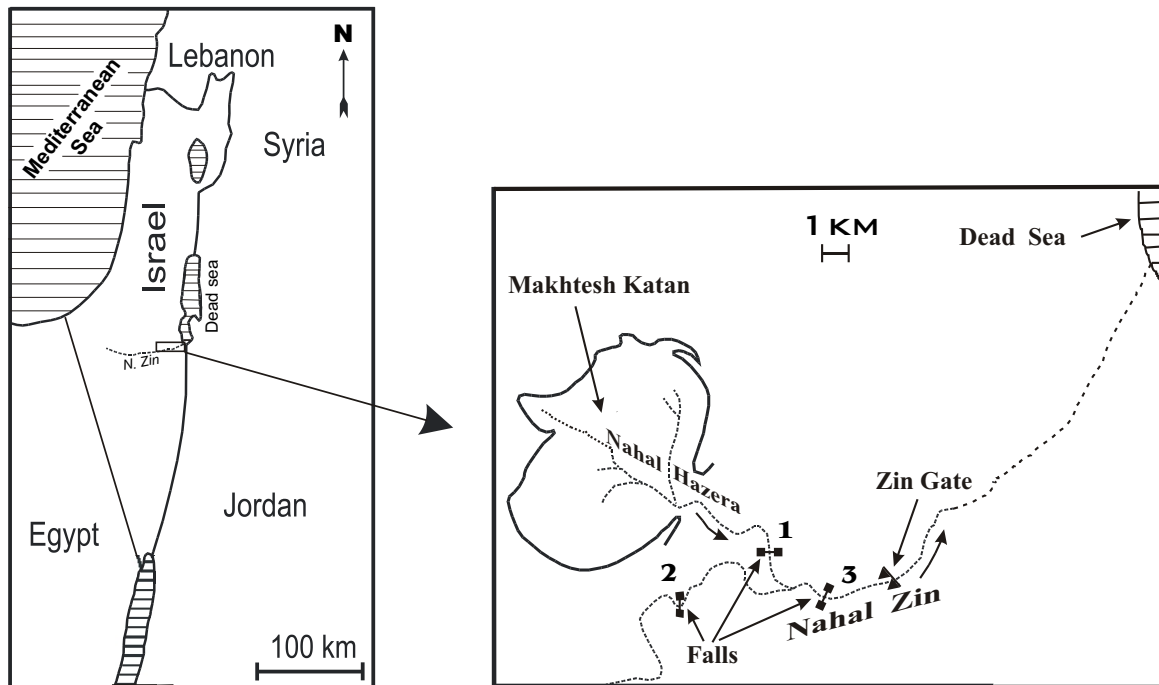 N
Lebanon
Mediterranean
Sea
Syria
Israel
Dead sea
N. Zin
Egypt
Jordan
100 km
1 KM
Dead Sea
Makhtesh Katan
Nahal Hazera
Zin Gate
1
2
3
Nahal Zin
Falls